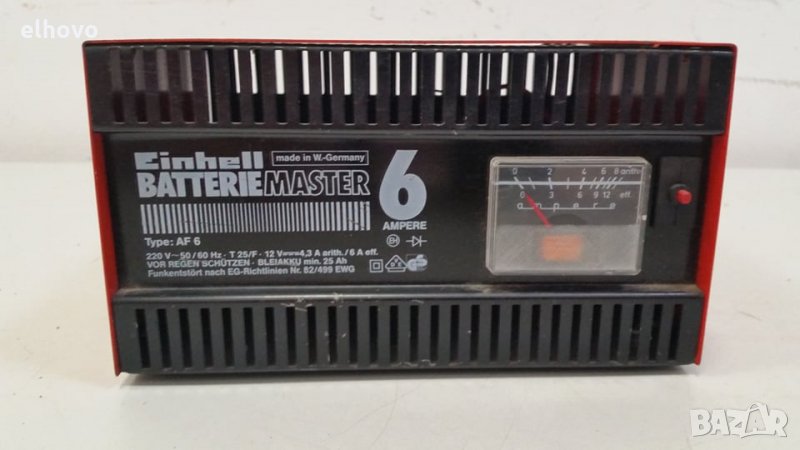 elhovo
Einhell
made in W.-Germany
BATTERIEMASTER
6
AMPERE
Type: AF 6
220 V~50/60 Hz · T 25/F · 12 V 4,3 A arith./6 A eff.
VOR REGEN SCHÜTZEN · BLEIAKKU min. 25 Ah
Funkentstört nach EG-Richtlinien Nr. 82/499 EWG
EH
0 2 4 6 8 arithm
0 3 6 9 12 eff.
ampere
BAZAR